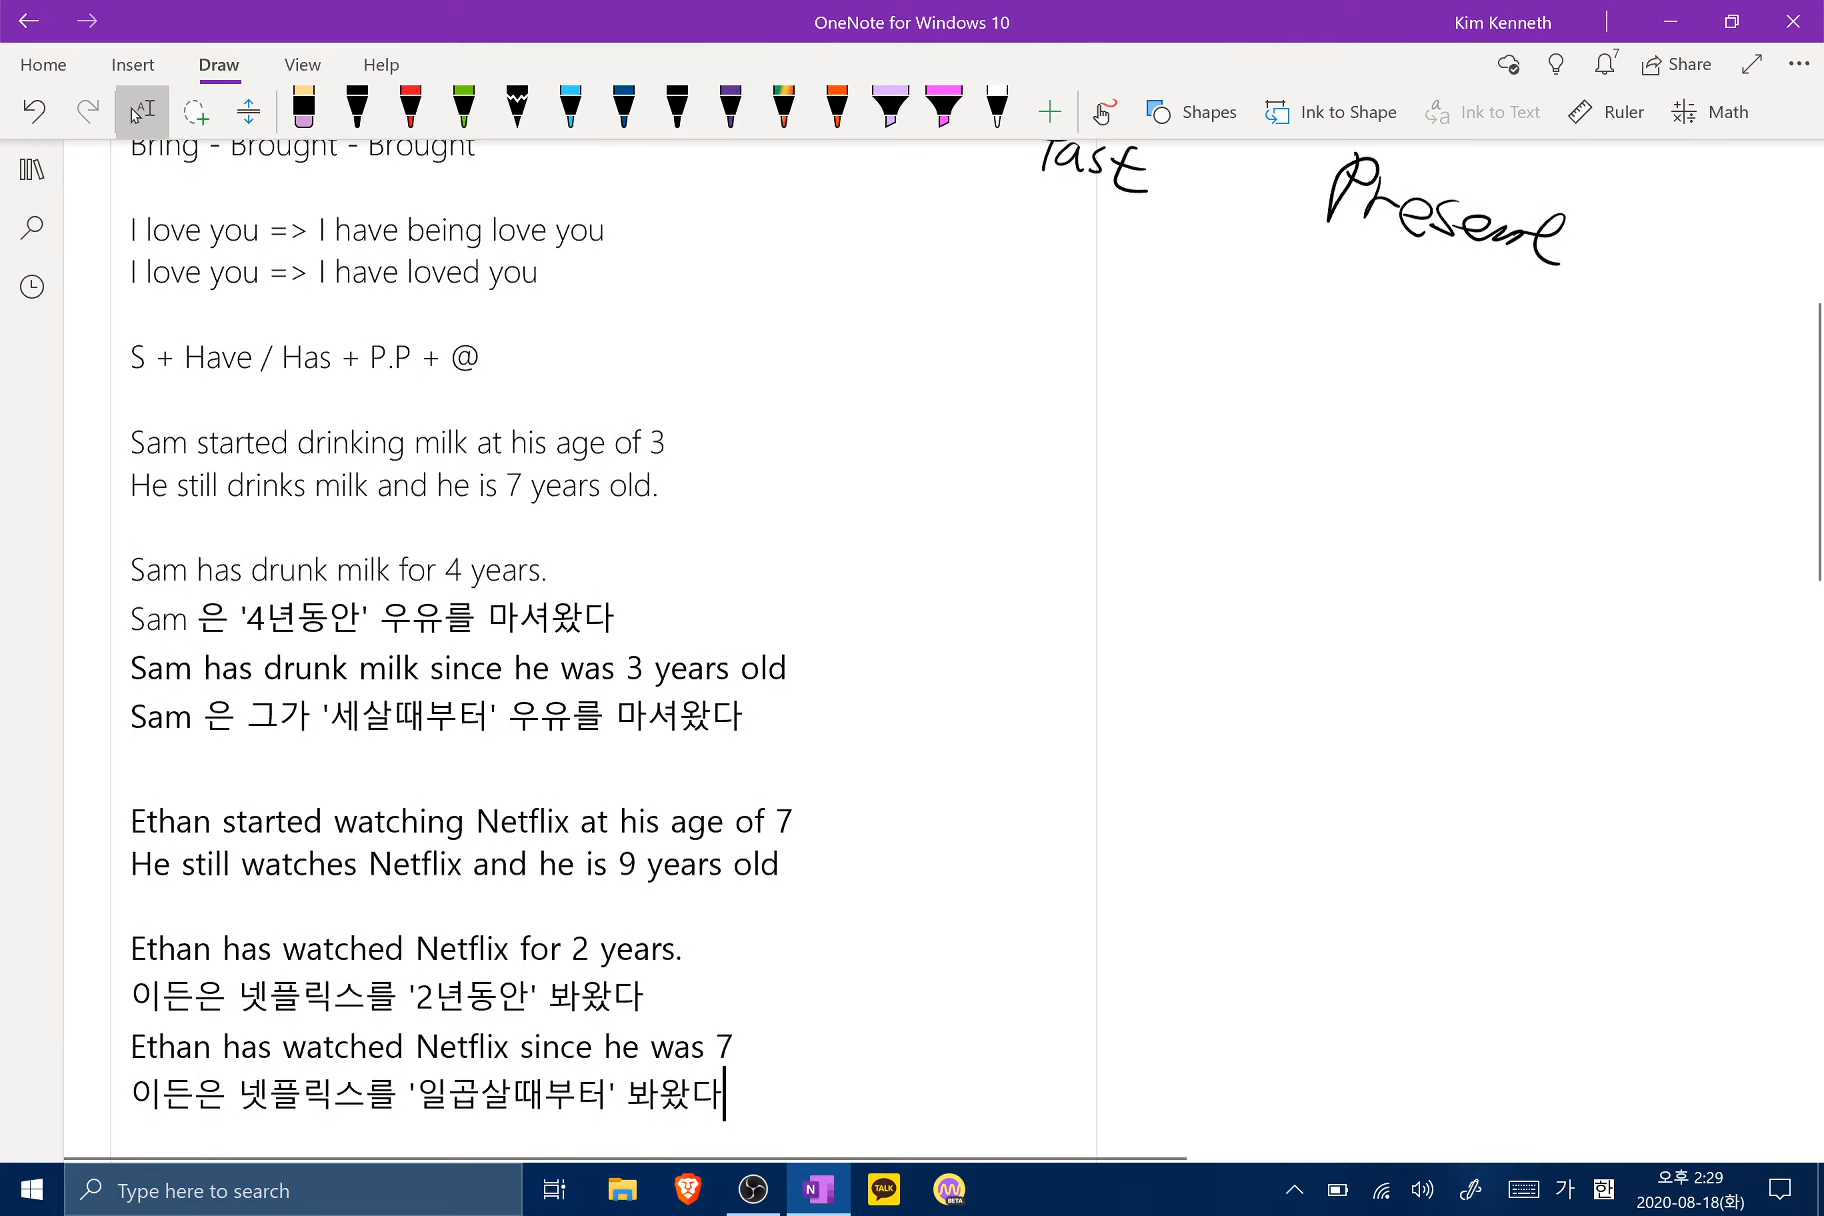 OneNote for Windows 10
Kim Kenneth
Home Insert Draw View Help
7
Share
Shapes
Ink to Shape
Ink to Text
Ruler
Math
Bring - Brought - Brought
Past
Present
I love you => I have being love you
I love you => I have loved you
S + Have / Has + P.P + @
Sam started drinking milk at his age of 3
He still drinks milk and he is 7 years old.
Sam has drunk milk for 4 years.
Sam 은 '4년동안' 우유를 마셔왔다
Sam has drunk milk since he was 3 years old
Sam 은 그가 '세살때부터' 우유를 마셔왔다
Ethan started watching Netflix at his age of 7
He still watches Netflix and he is 9 years old
Ethan has watched Netflix for 2 years.
이든은 넷플릭스를 '2년동안' 봐왔다
Ethan has watched Netflix since he was 7
이든은 넷플릭스를 '일곱살때부터' 봐왔다
Type here to search
N
TALK
BETA
가
한
오후 2:29
2020-08-18(화)